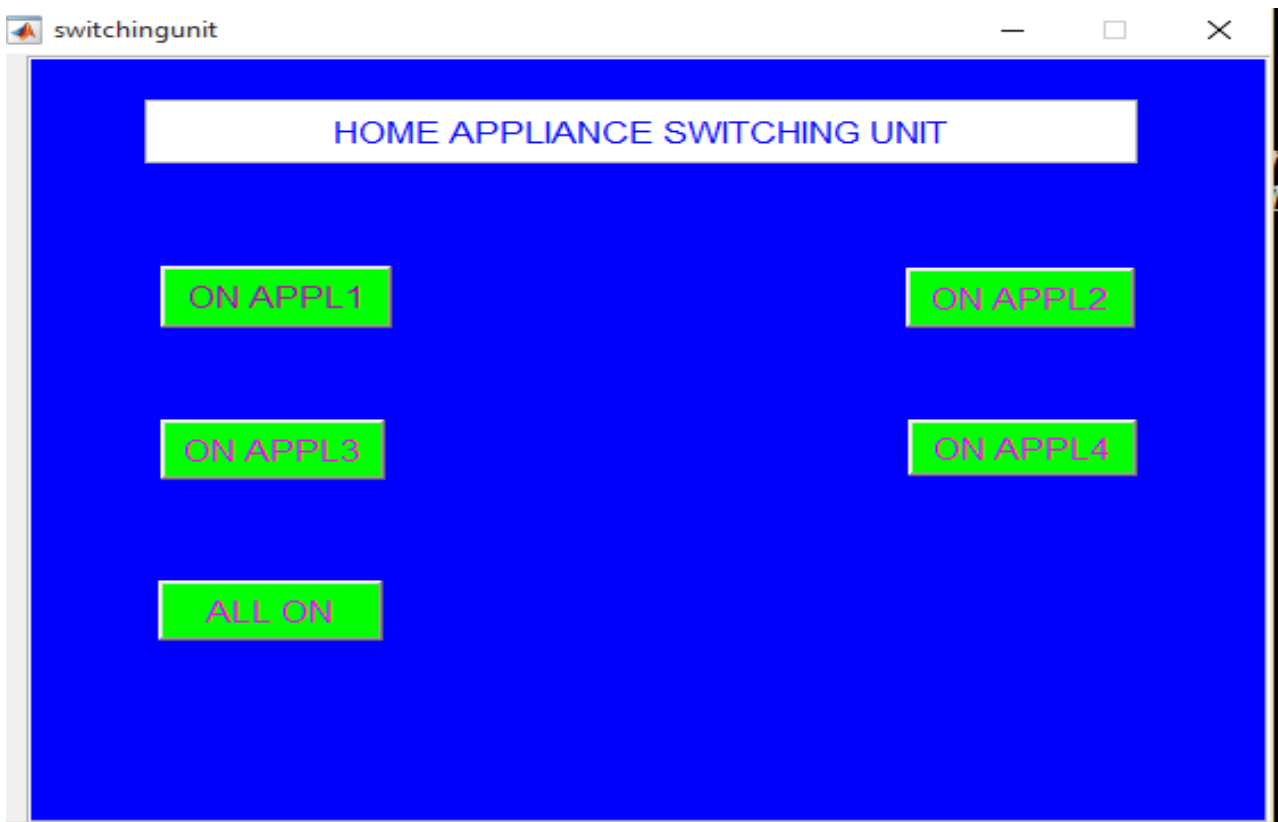 switchingunit
HOME APPLIANCE SWITCHING UNIT
ON APPL1
ON APPL2
ON APPL3
ON APPL4
ALL ON